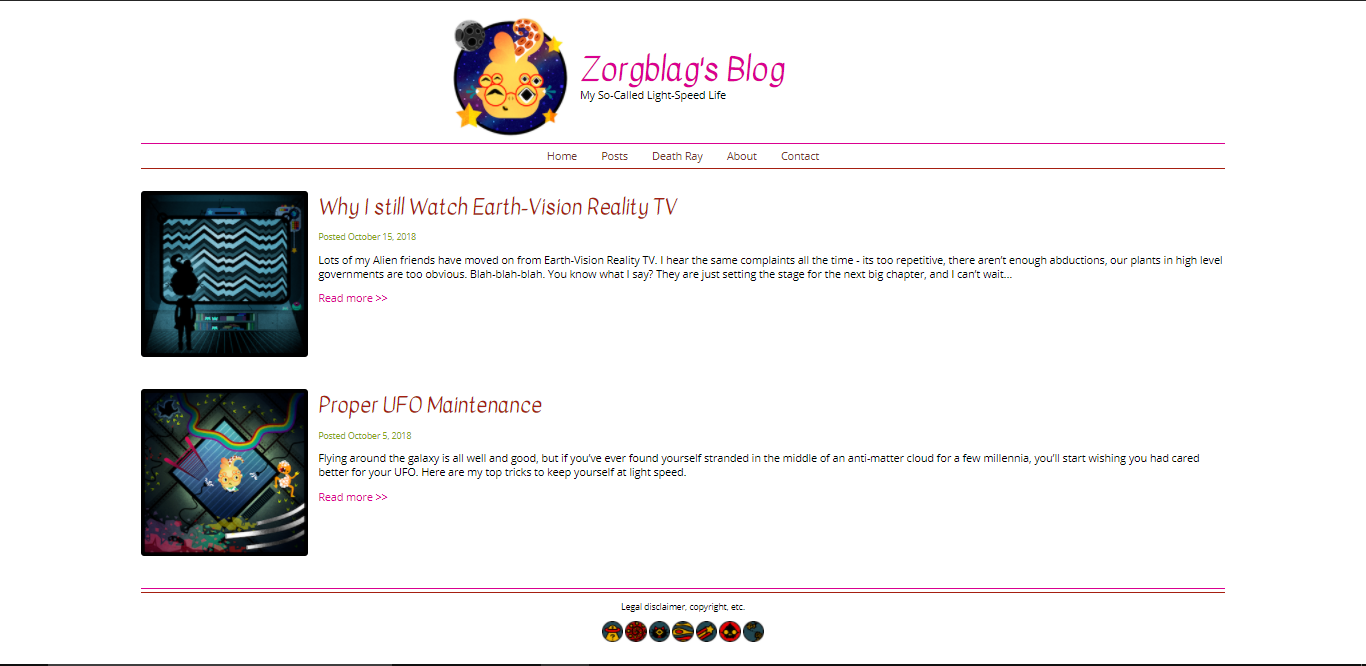 Zorgblag's Blog
My So-Called Light-Speed Life
Home Posts Death Ray About Contact
Why I still Watch Earth-Vision Reality TV
Posted October 15, 2018
Lots of my Alien friends have moved on from Earth-Vision Reality TV. I hear the same complaints all the time - its too repetitive, there aren't enough abductions, our plants in high level
governments are too obvious. Blah-blah-blah. You know what I say? They are just setting the stage for the next big chapter, and I can't wait...
Read more >>
Proper UFO Maintenance
Posted October 5, 2018
Flying around the galaxy is all well and good, but if you've ever found yourself stranded in the middle of an anti-matter cloud for a few millennia, you'll start wishing you had cared
better for your UFO. Here are my top tricks to keep yourself at light speed.
Read more >>
Legal disclaimer, copyright, etc.